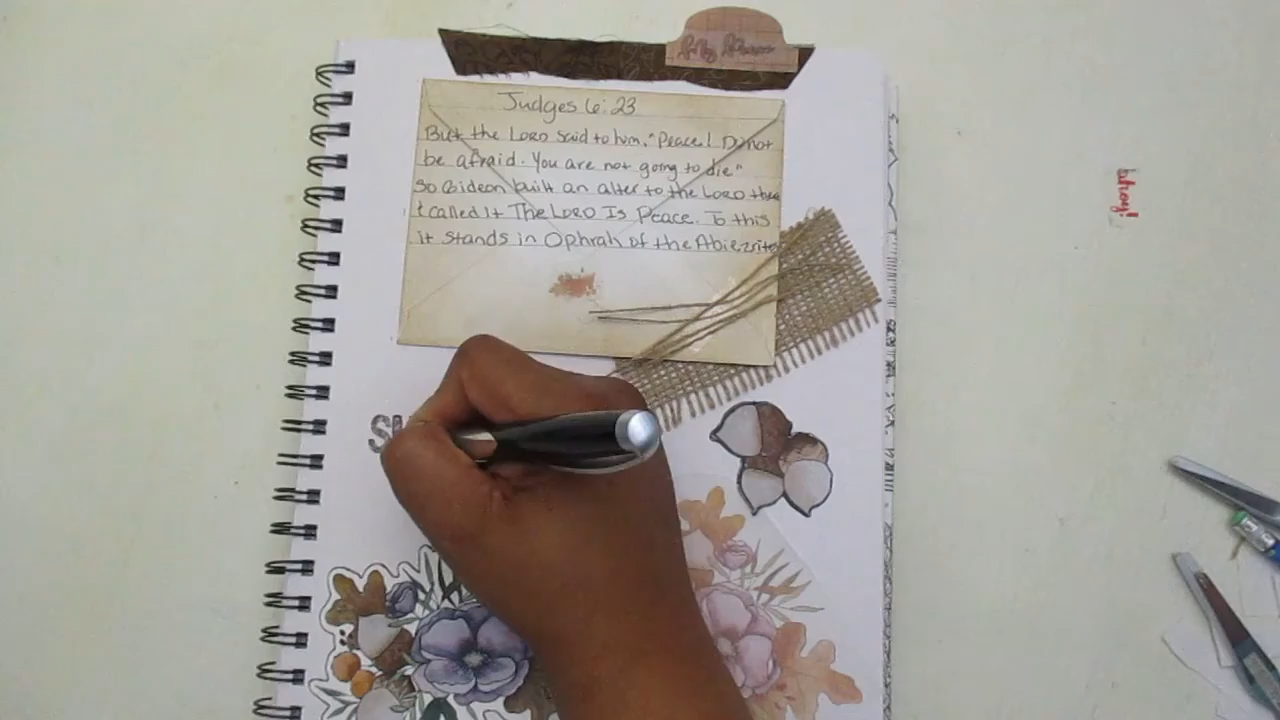 Judges 6:23
But the LORD said to him, "Peace! Do not
be afraid. You are not going to die"
So Gideon built an alter to the LORD there
& called it The LORD Is Peace. To this
it stands in Ophrah of the Abiezrites
ahoy!